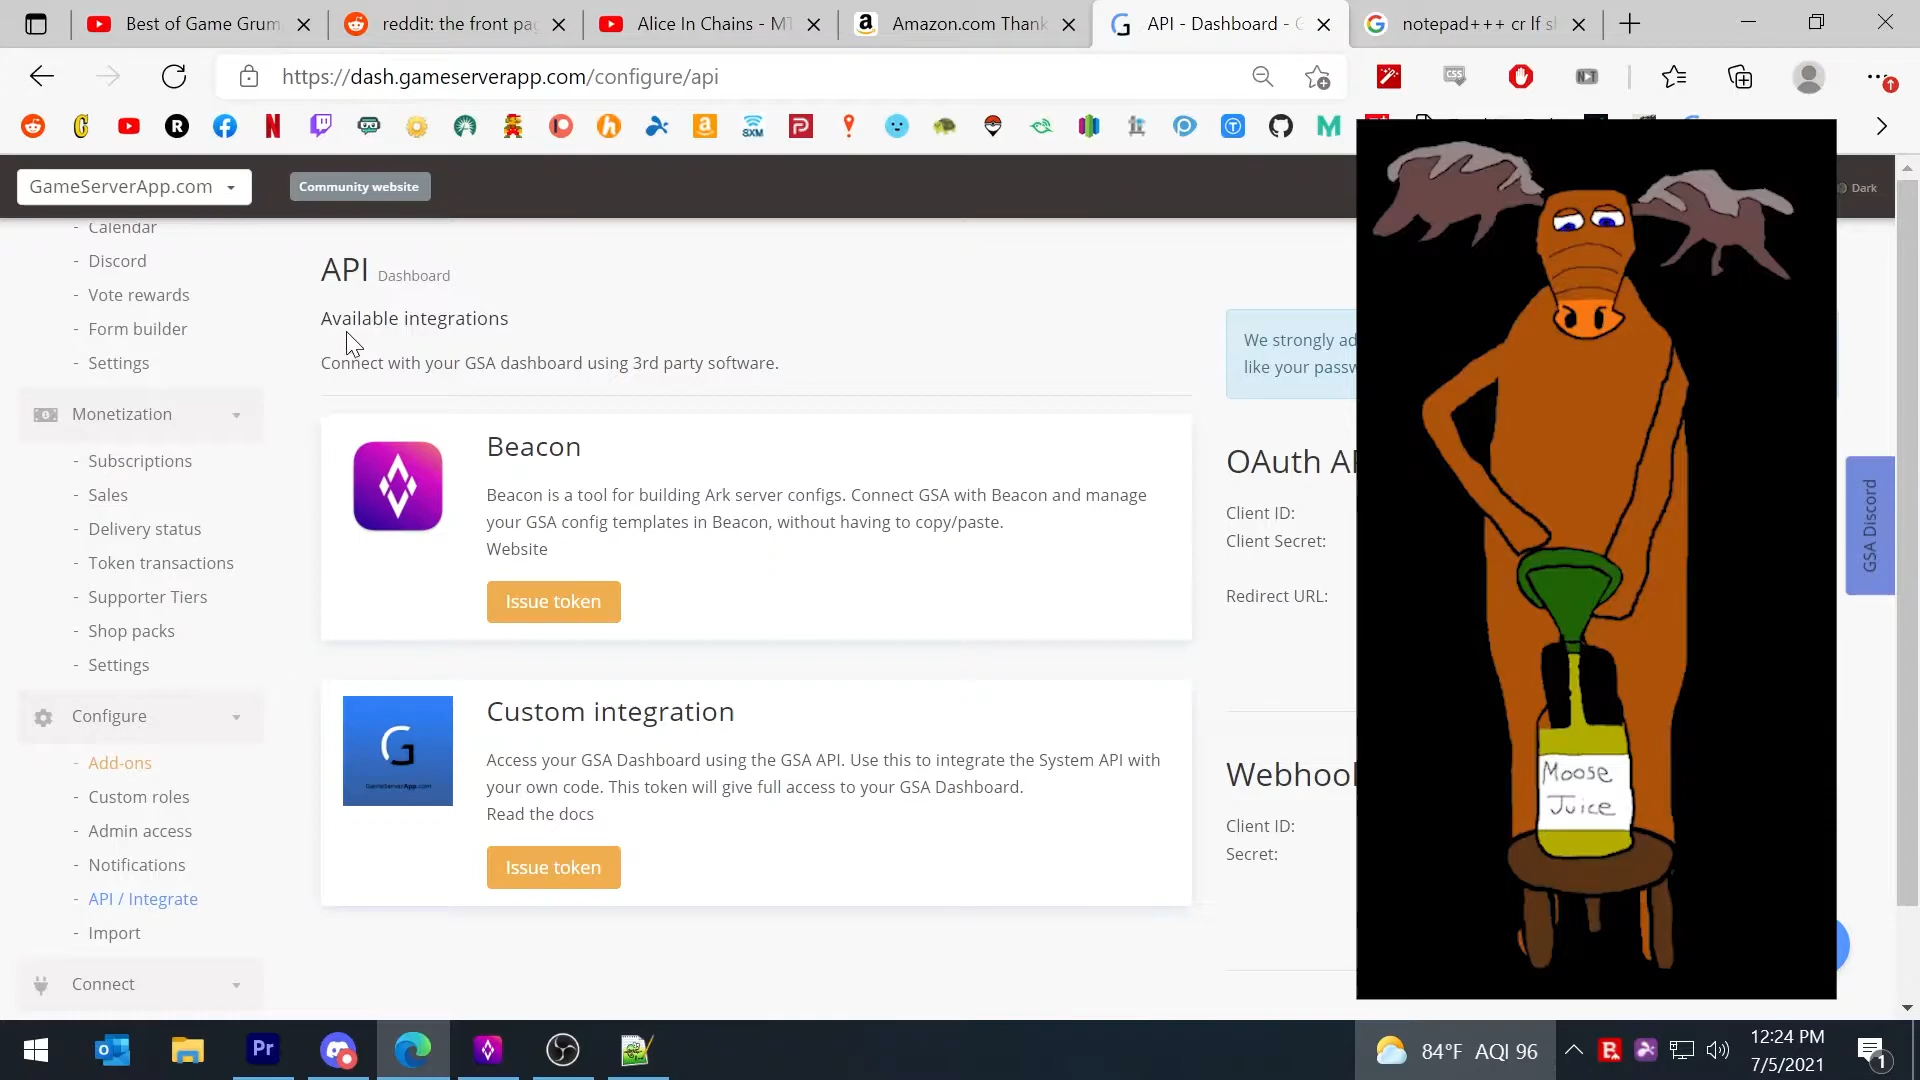 Best of Game Grum
reddit: the front pag
Alice In Chains - MT
Amazon.com Thank
API - Dashboard - G
notepad+++ cr lf s
https://dash.gameserverapp.com/configure/api
GameServerApp.com
Community website
Dark
Calendar
Discord
Vote rewards
Form builder
Settings
Monetization
Subscriptions
Sales
Delivery status
Token transactions
Supporter Tiers
Shop packs
Settings
Configure
Add-ons
Custom roles
Admin access
Notifications
API / Integrate
Import
Connect
API Dashboard
Available integrations
Connect with your GSA dashboard using 3rd party software.
Beacon
Beacon is a tool for building Ark server configs. Connect GSA with Beacon and manage
your GSA config templates in Beacon, without having to copy/paste.
Website
Issue token
Custom integration
Access your GSA Dashboard using the GSA API. Use this to integrate the System API with
your own code. This token will give full access to your GSA Dashboard.
Read the docs
Issue token
GameServerApp.com
We strongly ad
like your passw
OAuth AP
Client ID:
Client Secret:
Redirect URL:
Webhook
Client ID:
Secret:
GSA Discord
Moose
Juice
84°F AQI 96
12:24 PM
7/5/2021
1